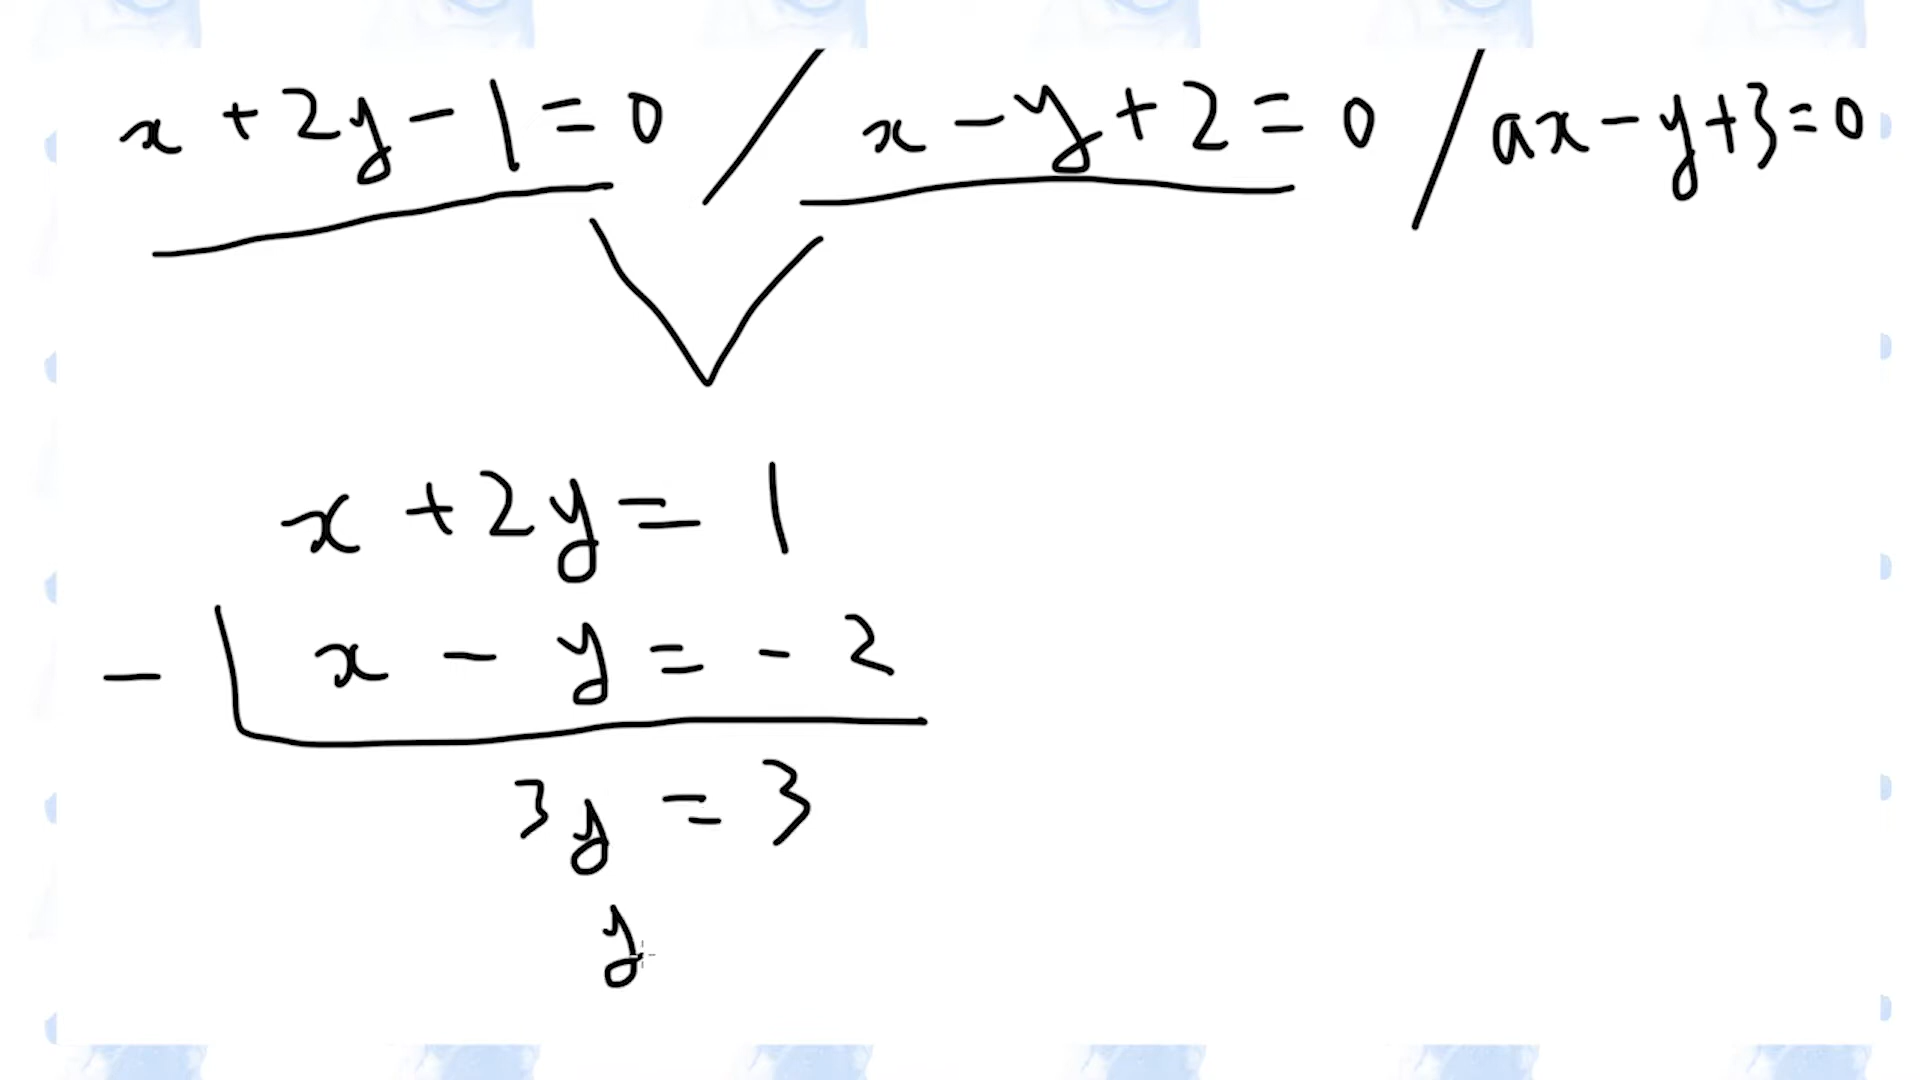 x + 2y - 1 = 0 / x - y + 2 = 0 / ax - y + 3 = 0
x + 2y = 1
- x - y = - 2
3y = 3
y